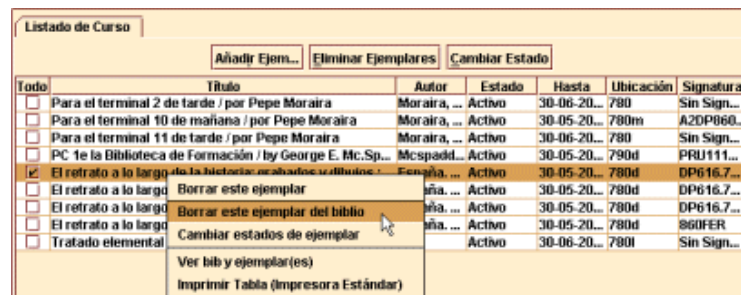 Listado de Curso
Añadir Ejem... Eliminar Ejemplares Cambiar Estado
Todo Título Autor Estado Hasta Ubicación Signatura
Para el terminal 2 de tarde / por Pepe Moraira Moraira, ... Activo 30-06-20... 780 Sin Sign...
Para el terminal 10 de mañana / por Pepe Moraira Moraira, ... Activo 30-05-20... 780m A2DP860.
Para el terminal 11 de tarde / por Pepe Moraira Moraira, ... Activo 30-06-20... 780 Sin Sign...
PC 1e la Biblioteca de Formación / by George E. Mc.Sp... Mcspadd... Activo 30-05-20... 790d PRU111...
El retrato a lo largo de la historia: grabados y dibujos : España. ... Activo 30-05-20... 780d DP616.7...
El retrato a lo largo Borrar este ejemplar ... Activo 30-05-20... 780d DP616.7...
El retrato a lo largo Borrar este ejemplar del biblio aña. ... Activo 30-05-20... 780d DP616.7...
El retrato a lo largo Cambiar estados de ejemplar aña. ... Activo 30-05-20... 780d 860FER
Tratado elemental Activo 30-06-20... 780l Sin Sign...
Ver bib y ejemplar(es)
Imprimir Tabla (Impresora Estándar)